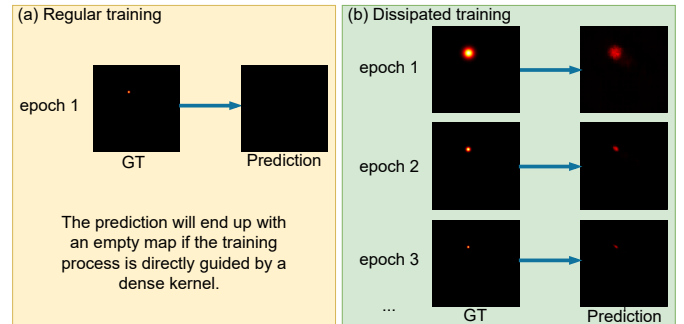 (a) Regular training
epoch 1
GT
Prediction
The prediction will end up with
an empty map if the training
process is directly guided by a
dense kernel.
(b) Dissipated training
epoch 1
epoch 2
epoch 3
...
GT
Prediction